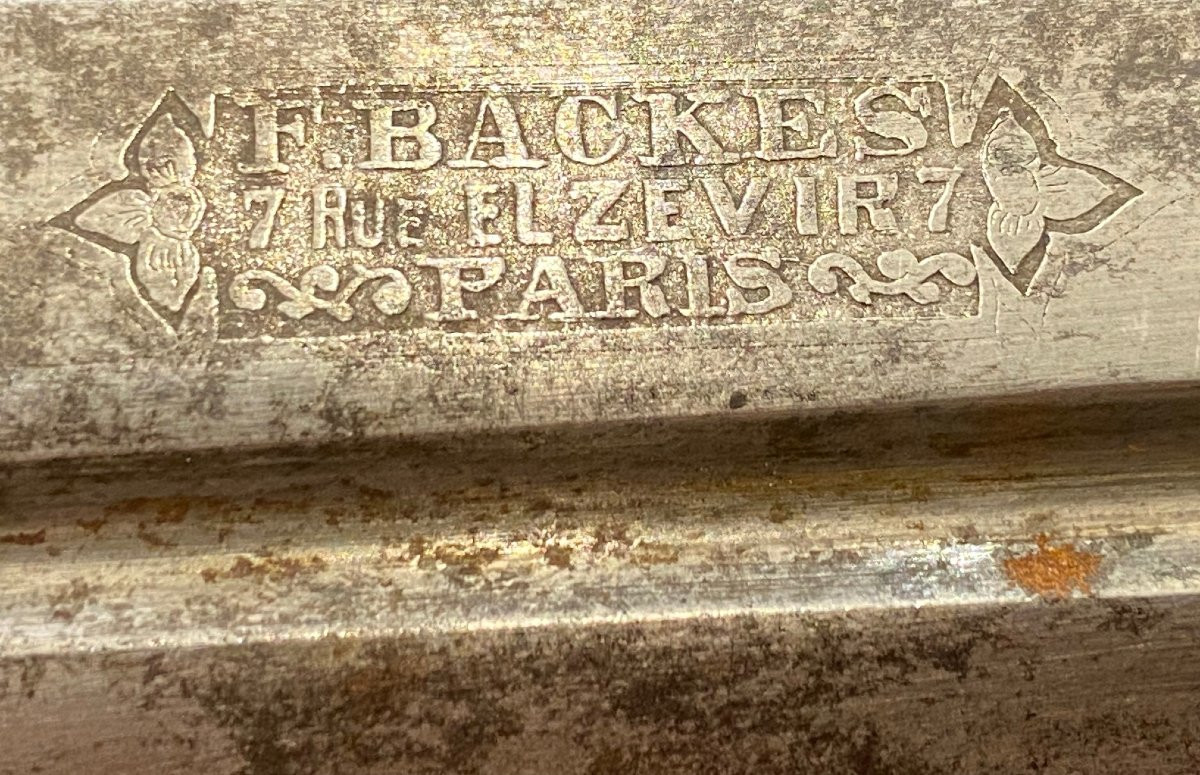 F. BACKES
7 RUE ELZEVIR 7
PARIS